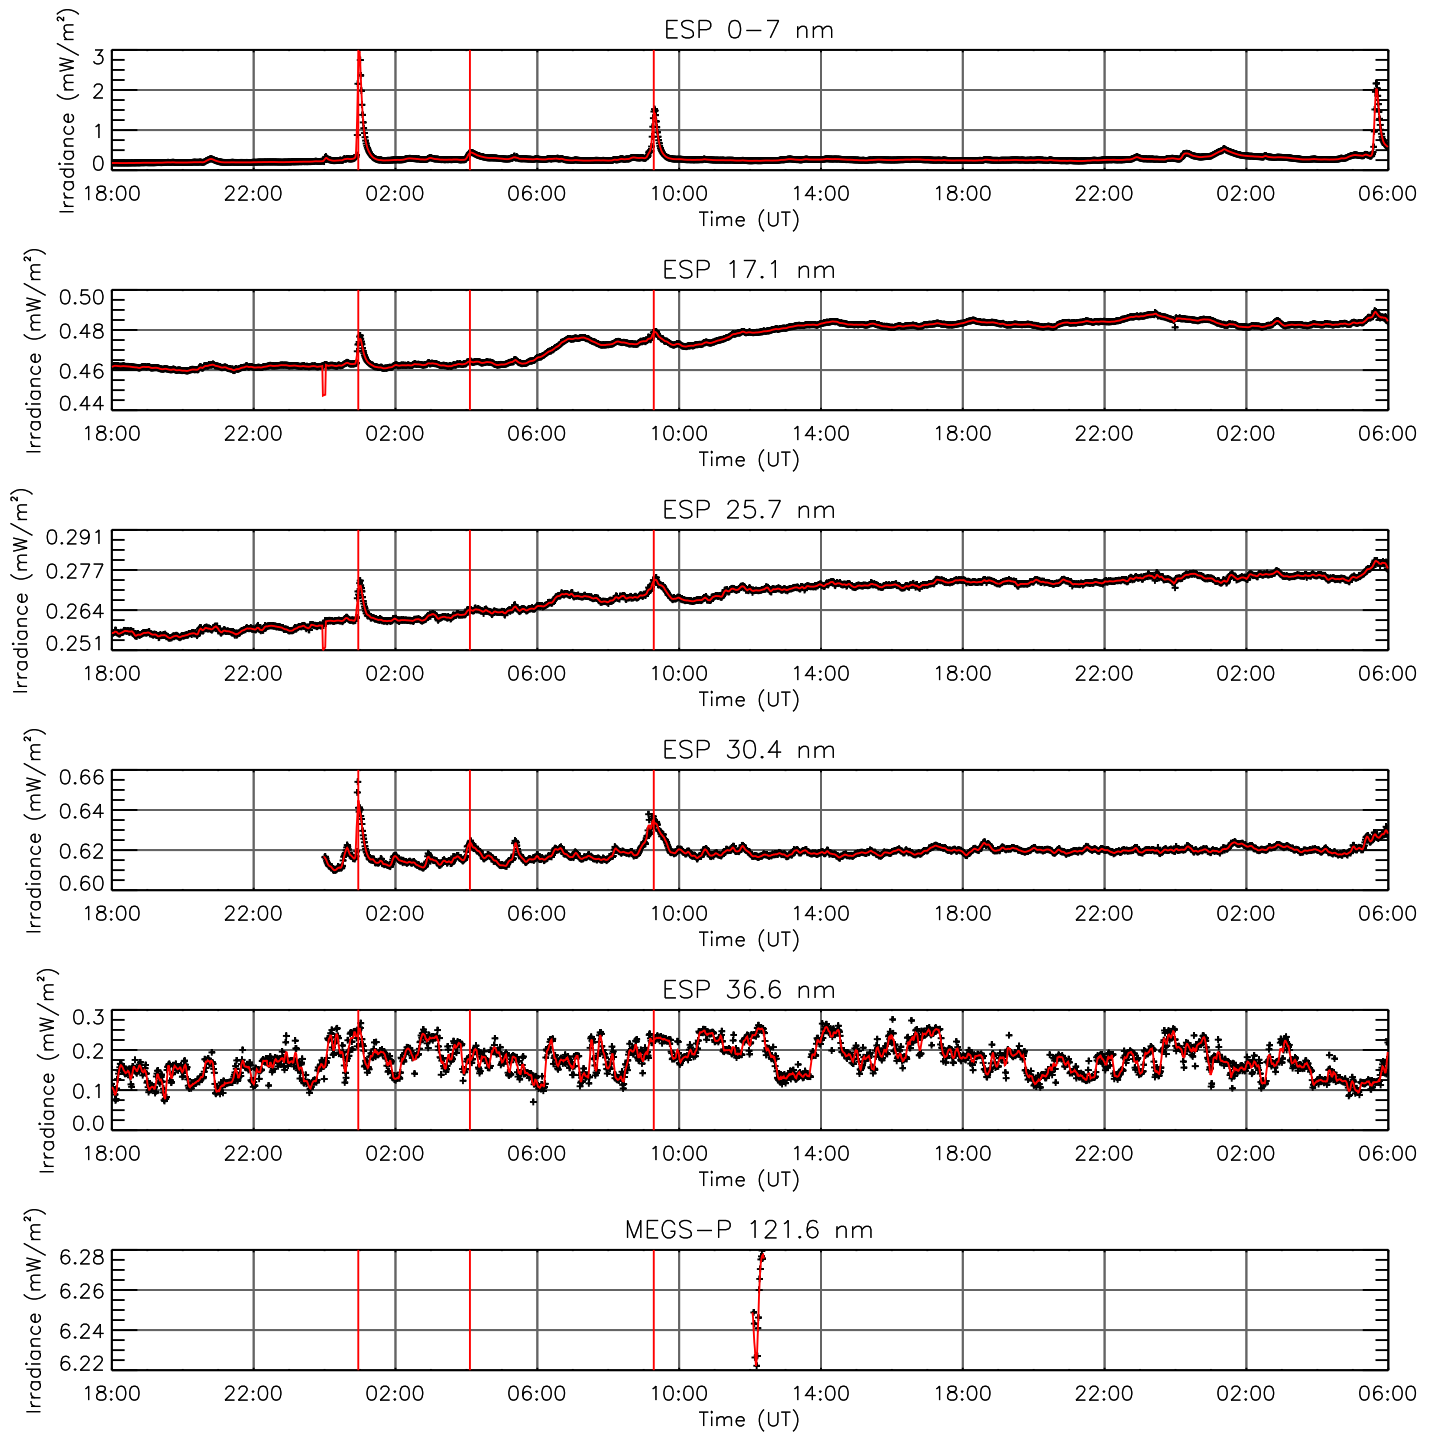 ESP 0−7 nm
Irradiance (mW/m²)
3
2
1
0
18:00 22:00 02:00 06:00 10:00 14:00 18:00 22:00 02:00 06:00
Time (UT)
ESP 17.1 nm
Irradiance (mW/m²)
0.50
0.48
0.46
0.44
18:00 22:00 02:00 06:00 10:00 14:00 18:00 22:00 02:00 06:00
Time (UT)
ESP 25.7 nm
Irradiance (mW/m²)
0.291
0.277
0.264
0.251
18:00 22:00 02:00 06:00 10:00 14:00 18:00 22:00 02:00 06:00
Time (UT)
ESP 30.4 nm
Irradiance (mW/m²)
0.66
0.64
0.62
0.60
18:00 22:00 02:00 06:00 10:00 14:00 18:00 22:00 02:00 06:00
Time (UT)
ESP 36.6 nm
Irradiance (mW/m²)
0.3
0.2
0.1
0.0
18:00 22:00 02:00 06:00 10:00 14:00 18:00 22:00 02:00 06:00
Time (UT)
MEGS−P 121.6 nm
Irradiance (mW/m²)
6.28
6.26
6.24
6.22
18:00 22:00 02:00 06:00 10:00 14:00 18:00 22:00 02:00 06:00
Time (UT)